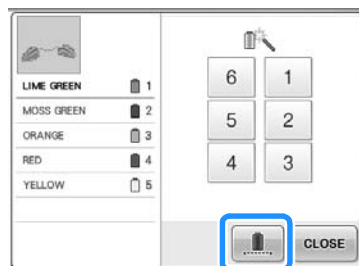 LIME GREEN 1
MOSS GREEN 2
ORANGE 3
RED 4
YELLOW 5
6 1
5 2
4 3
CLOSE